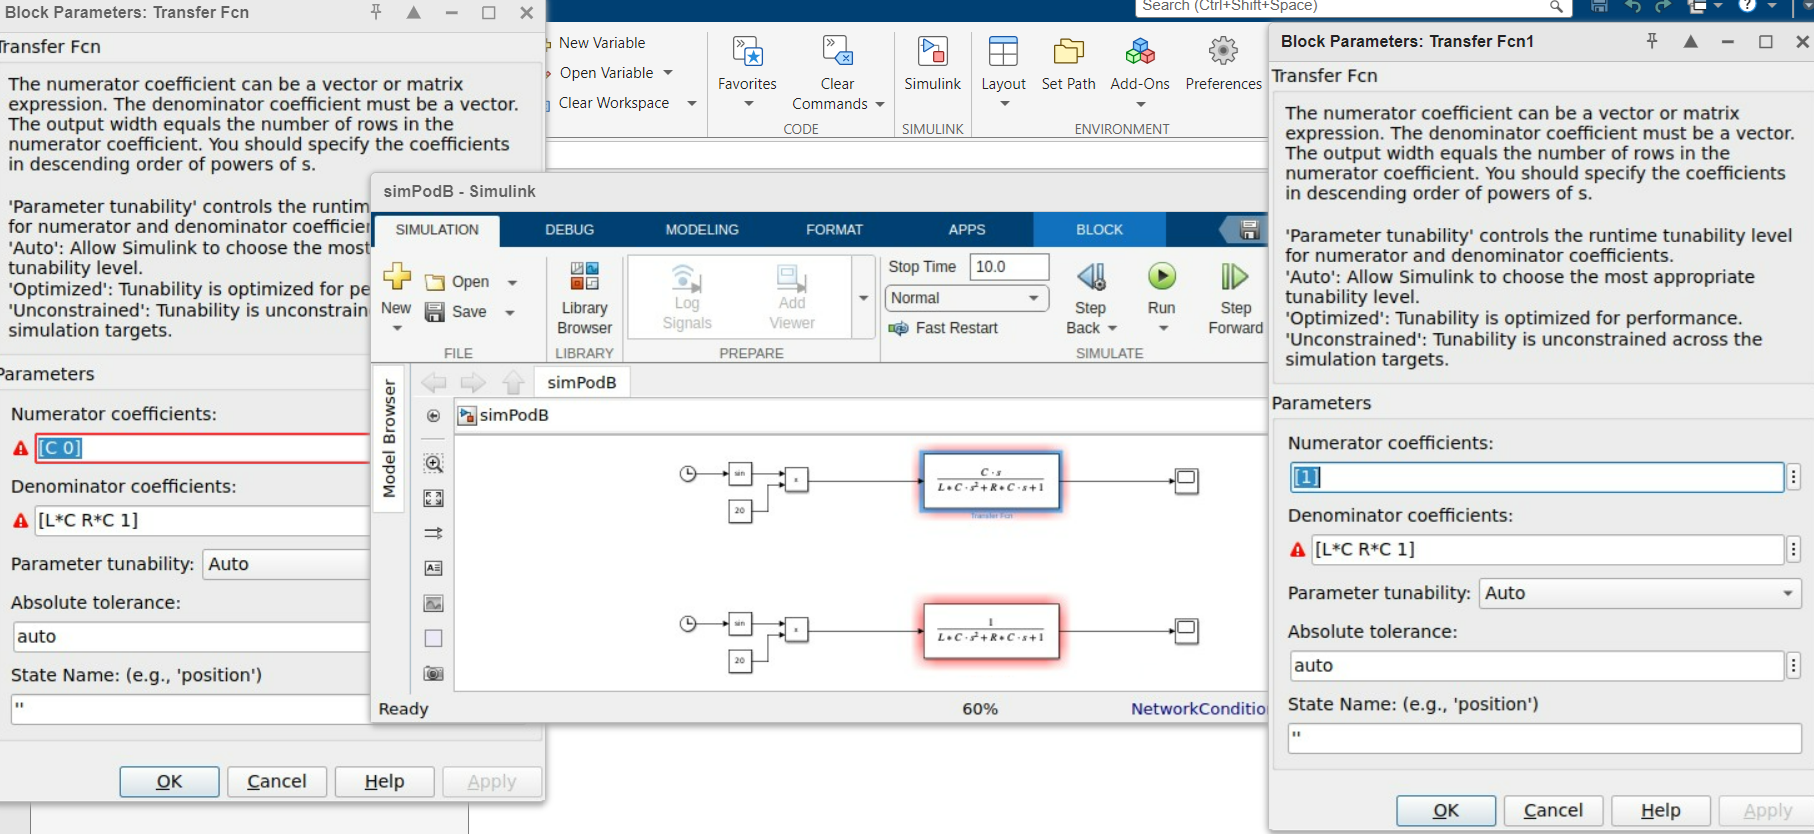 Block Parameters: Transfer Fcn
Transfer Fcn
The numerator coefficient can be a vector or matrix
expression. The denominator coefficient must be a vector.
The output width equals the number of rows in the
numerator coefficient. You should specify the coefficients
in descending order of powers of s.
'Parameter tunability' controls the runtim
for numerator and denominator coefficier
'Auto': Allow Simulink to choose the most
tunability level.
'Optimized': Tunability is optimized for pe
'Unconstrained': Tunability is unconstrain
simulation targets.
Parameters
Numerator coefficients:
[C 0]
Denominator coefficients:
[L*C R*C 1]
Parameter tunability: Auto
Absolute tolerance:
auto
State Name: (e.g., 'position')
''
OK Cancel Help Apply
Search (Ctrl+Shift+Space)
New Variable
Open Variable
Clear Workspace
Favorites
Clear
Commands
CODE
Simulink
SIMULINK
Layout
Set Path
Add-Ons
Preferences
ENVIRONMENT
simPodB - Simulink
SIMULATION DEBUG MODELING FORMAT APPS BLOCK
New
Open
Save
FILE
Library
Browser
LIBRARY
Log
Signals
Add
Viewer
PREPARE
Stop Time 10.0
Normal
Fast Restart
Step
Back
Run
Step
Forward
SIMULATE
Model Browser
simPodB
simPodB
sin
20
x
C·s
L*C·s²+R*C·s+1
Transfer Fcn
sin
20
x
1
L*C·s²+R*C·s+1
Ready 60% NetworkConditio
Block Parameters: Transfer Fcn1
Transfer Fcn
The numerator coefficient can be a vector or matrix
expression. The denominator coefficient must be a vector.
The output width equals the number of rows in the
numerator coefficient. You should specify the coefficients
in descending order of powers of s.
'Parameter tunability' controls the runtime tunability level
for numerator and denominator coefficients.
'Auto': Allow Simulink to choose the most appropriate
tunability level.
'Optimized': Tunability is optimized for performance.
'Unconstrained': Tunability is unconstrained across the
simulation targets.
Parameters
Numerator coefficients:
[1]
Denominator coefficients:
[L*C R*C 1]
Parameter tunability: Auto
Absolute tolerance:
auto
State Name: (e.g., 'position')
''
OK Cancel Help Apply